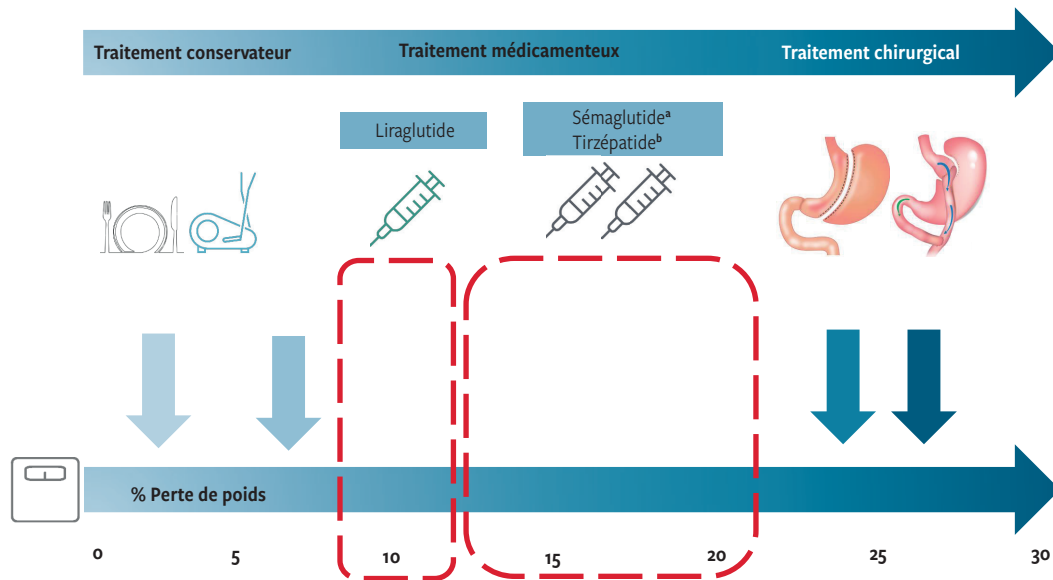 Traitement conservateur
Traitement médicamenteux
Traitement chirurgical
Liraglutide
Sémaglutideᵃ
Tirzépatideᵇ
% Perte de poids
0 5 10 15 20 25 30